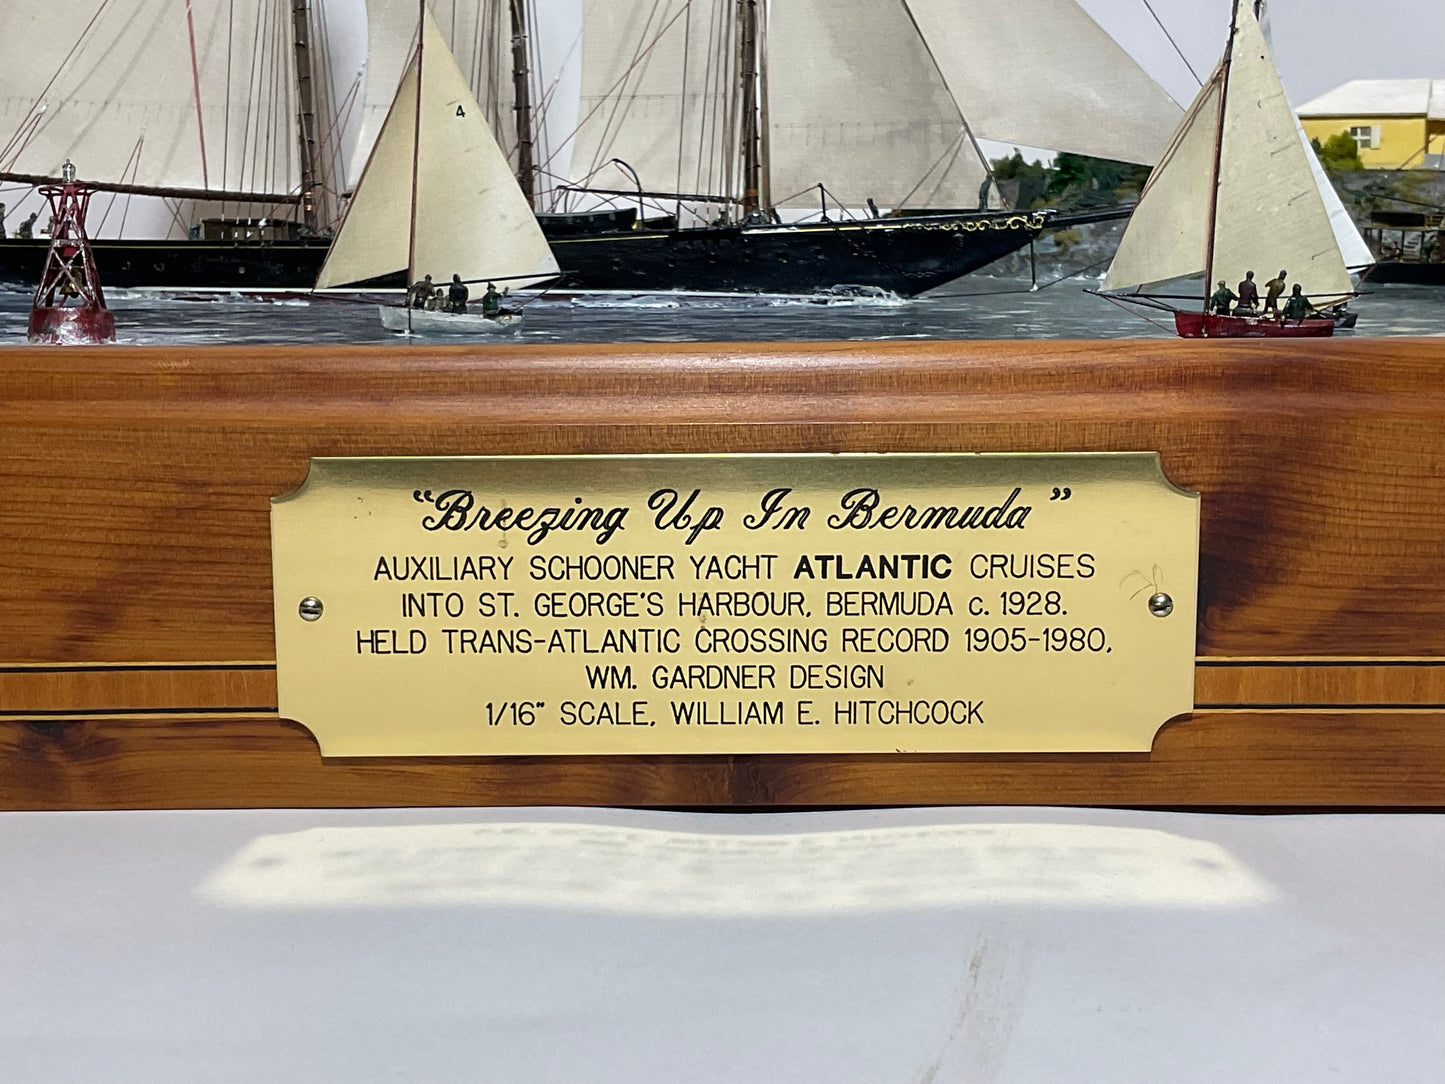 4
“Breezing Up In Bermuda”
AUXILIARY SCHOONER YACHT ATLANTIC CRUISES
INTO ST. GEORGE'S HARBOUR, BERMUDA c. 1928.
HELD TRANS-ATLANTIC CROSSING RECORD 1905-1980,
WM. GARDNER DESIGN
1/16" SCALE, WILLIAM E. HITCHCOCK